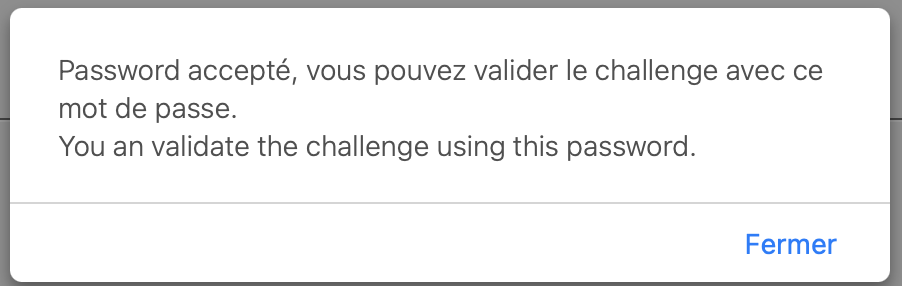 Password accepté, vous pouvez valider le challenge avec ce
mot de passe.
You an validate the challenge using this password.
Fermer